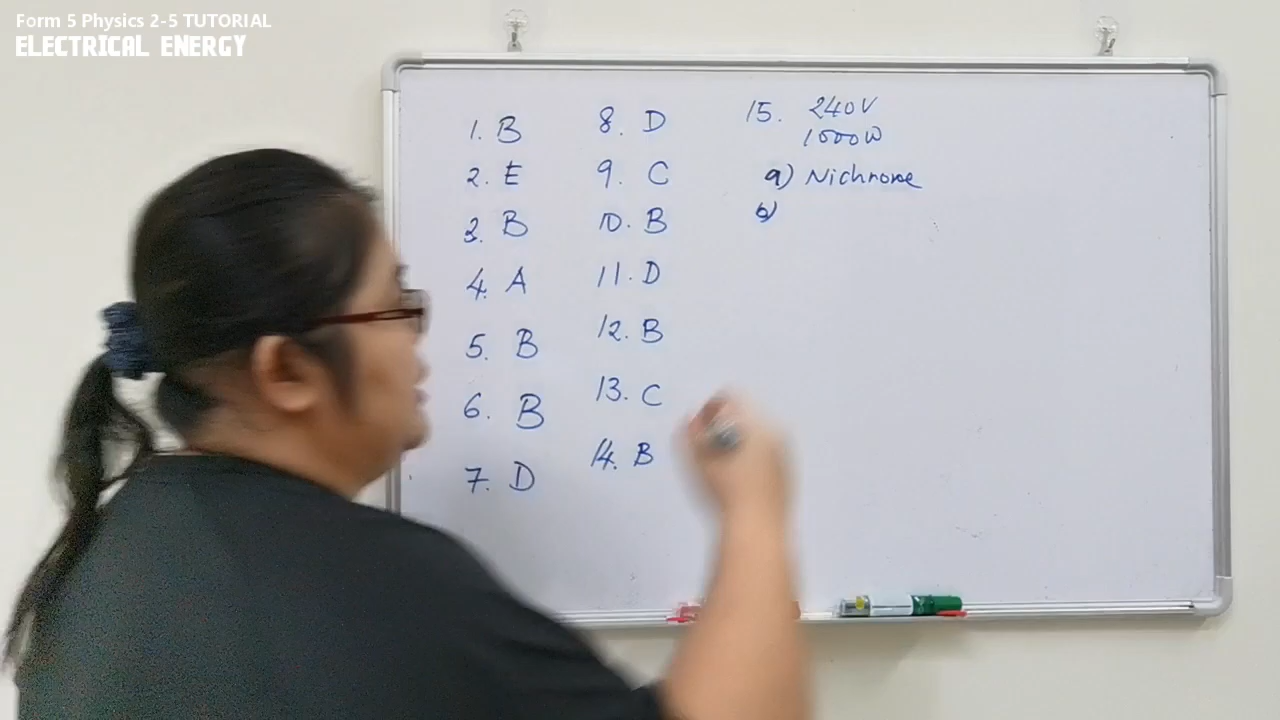 Form 5 Physics 2-5 TUTORIAL
ELECTRICAL ENERGY
1. B
2. E
3. B
4. A
5. B
6. B
7. D
8. D
9. C
10. B
11. D
12. B
13. C
14. B
15. 240V
1000W
a) Nichrome
b)